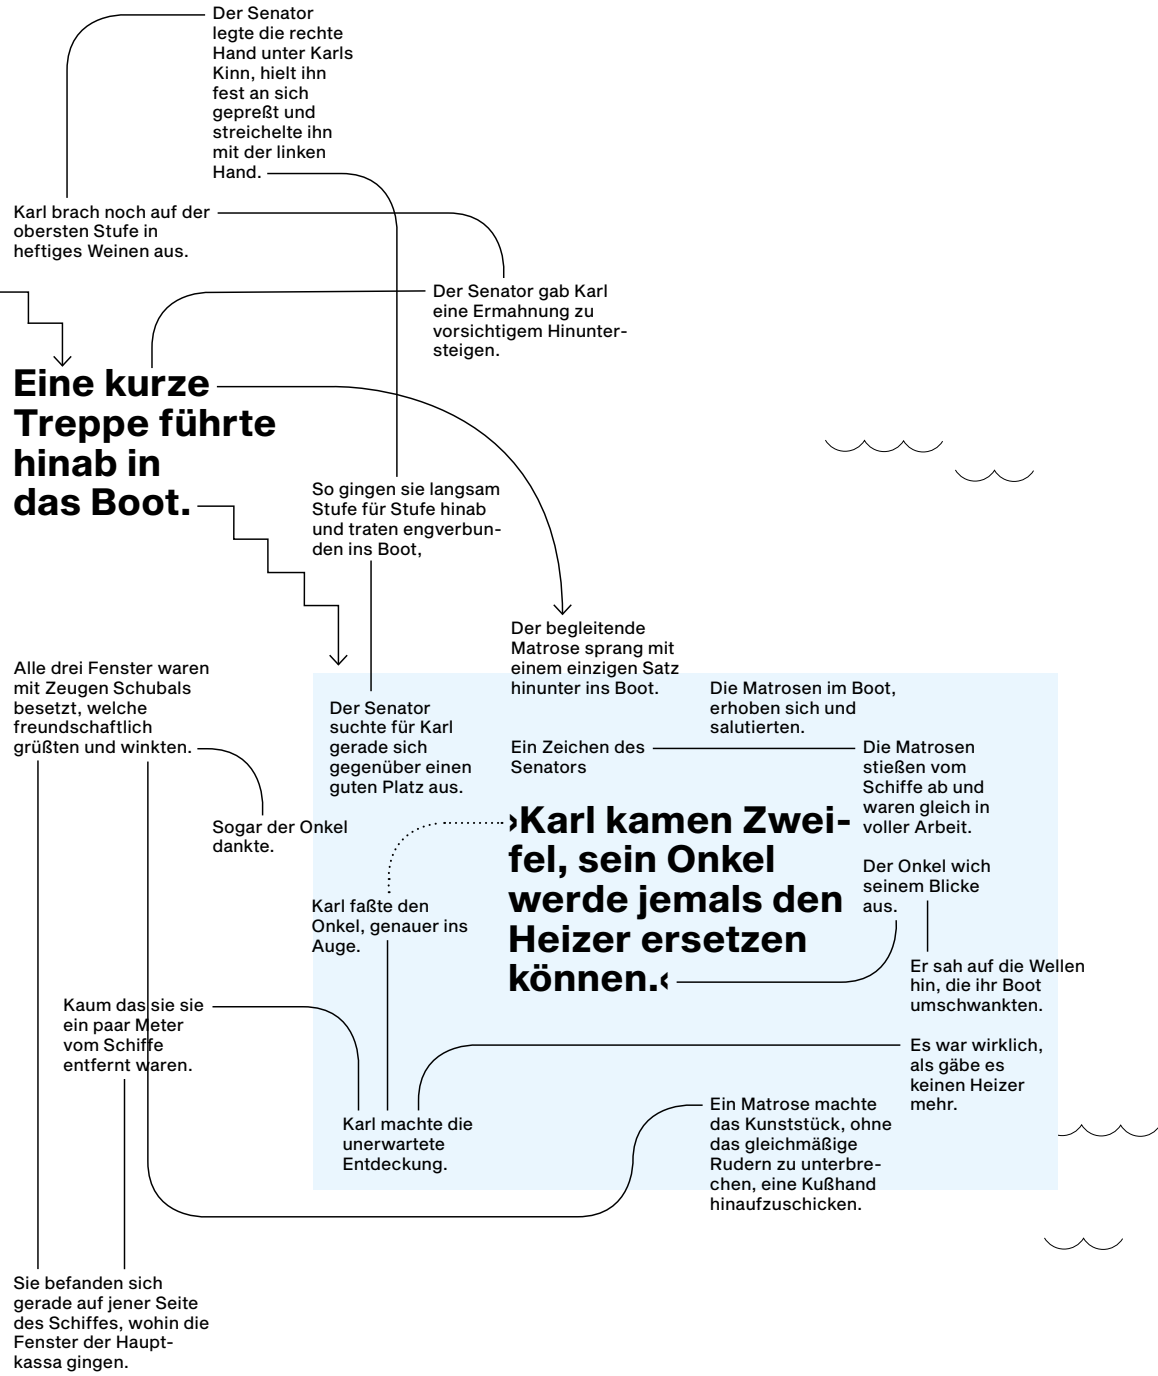 Der Senator
legte die rechte
Hand unter Karls
Kinn, hielt ihn
fest an sich
gepreßt und
streichelte ihn
mit der linken
Hand.
Karl brach noch auf der
obersten Stufe in
heftiges Weinen aus.
Der Senator gab Karl
eine Ermahnung zu
vorsichtigem Hinunter-
steigen.
Eine kurze
Treppe führte
hinab in
das Boot.
So gingen sie langsam
Stufe für Stufe hinab
und traten engverbun-
den ins Boot,
Der begleitende
Matrose sprang mit
einem einzigen Satz
hinunter ins Boot.
Alle drei Fenster waren
mit Zeugen Schubals
besetzt, welche
freundschaftlich
grüßten und winkten.
Der Senator
suchte für Karl
gerade sich
gegenüber einen
guten Platz aus.
Die Matrosen im Boot,
erhoben sich und
salutierten.
Ein Zeichen des
Senators
Die Matrosen
stießen vom
Schiffe ab und
waren gleich in
voller Arbeit.
Sogar der Onkel
dankte.
›Karl kamen Zwei-
fel, sein Onkel
werde jemals den
Heizer ersetzen
können.‹
Der Onkel wich
seinem Blicke
aus.
Karl faßte den
Onkel, genauer ins
Auge.
Er sah auf die Wellen
hin, die ihr Boot
umschwankten.
Kaum das sie sie
ein paar Meter
vom Schiffe
entfernt waren.
Es war wirklich,
als gäbe es
keinen Heizer
mehr.
Karl machte die
unerwartete
Entdeckung.
Ein Matrose machte
das Kunststück, ohne
das gleichmäßige
Rudern zu unterbre-
chen, eine Kußhand
hinaufzuschicken.
Sie befanden sich
gerade auf jener Seite
des Schiffes, wohin die
Fenster der Haupt-
kassa gingen.